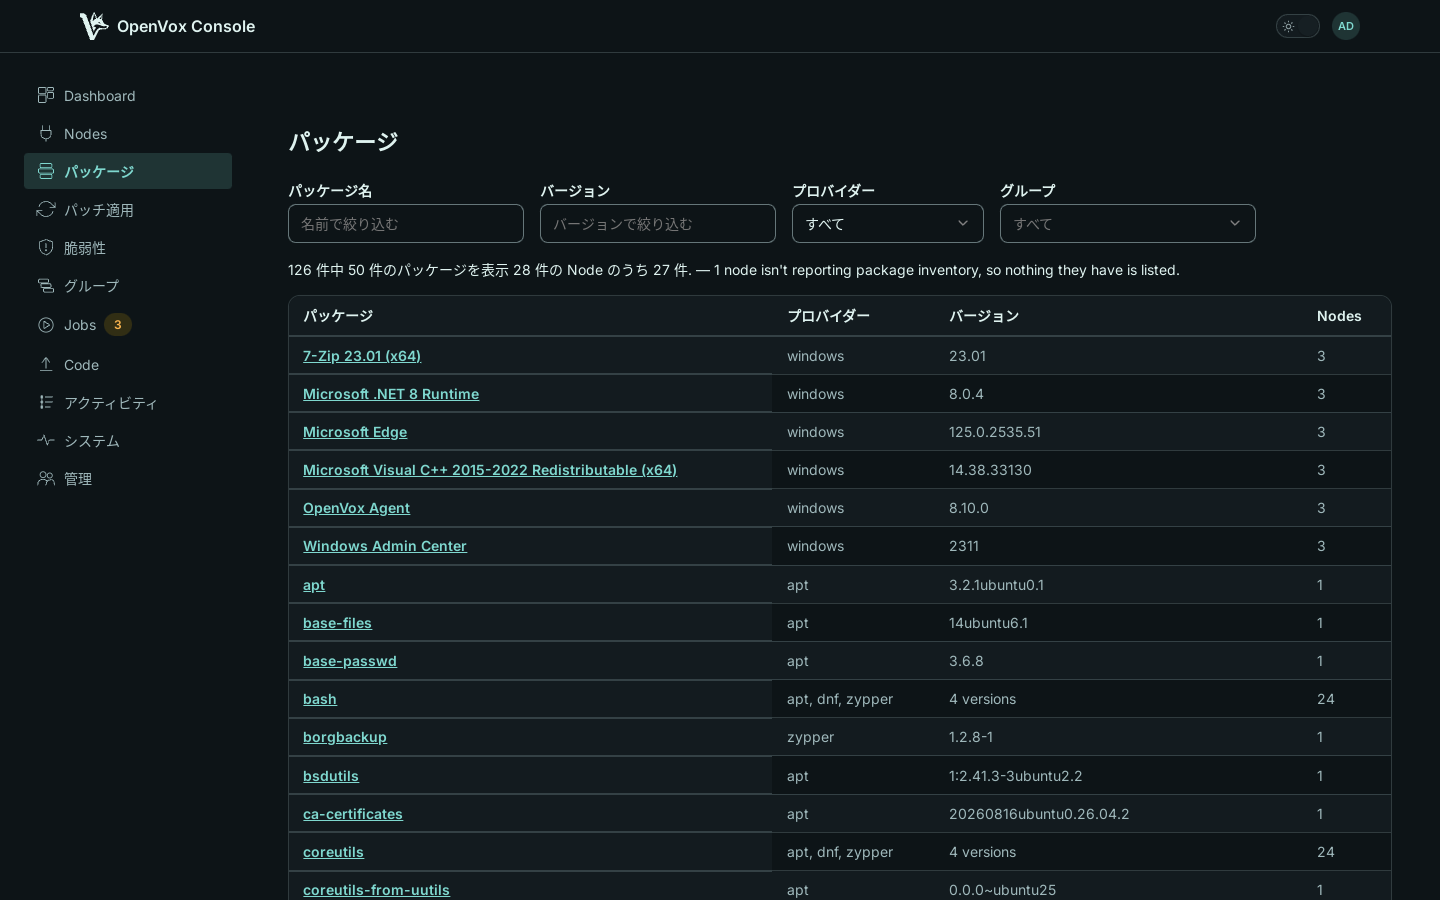 OpenVox Console
AD
Dashboard
Nodes
パッケージ
パッチ適用
脆弱性
グループ
Jobs 3
Code
アクティビティ
システム
管理
パッケージ
パッケージ名 バージョン プロバイダー グループ
名前で絞り込む バージョンで絞り込む すべて すべて
126 件中 50 件のパッケージを表示 28 件の Node のうち 27 件. — 1 node isn't reporting package inventory, so nothing they have is listed.
パッケージ プロバイダー バージョン Nodes
7-Zip 23.01 (x64) windows 23.01 3
Microsoft .NET 8 Runtime windows 8.0.4 3
Microsoft Edge windows 125.0.2535.51 3
Microsoft Visual C++ 2015-2022 Redistributable (x64) windows 14.38.33130 3
OpenVox Agent windows 8.10.0 3
Windows Admin Center windows 2311 3
apt apt 3.2.1ubuntu0.1 1
base-files apt 14ubuntu6.1 1
base-passwd apt 3.6.8 1
bash apt, dnf, zypper 4 versions 24
borgbackup zypper 1.2.8-1 1
bsdutils apt 1:2.41.3-3ubuntu2.2 1
ca-certificates apt 20260816ubuntu0.26.04.2 1
coreutils apt, dnf, zypper 4 versions 24
coreutils-from-uutils apt 0.0.0~ubuntu25 1